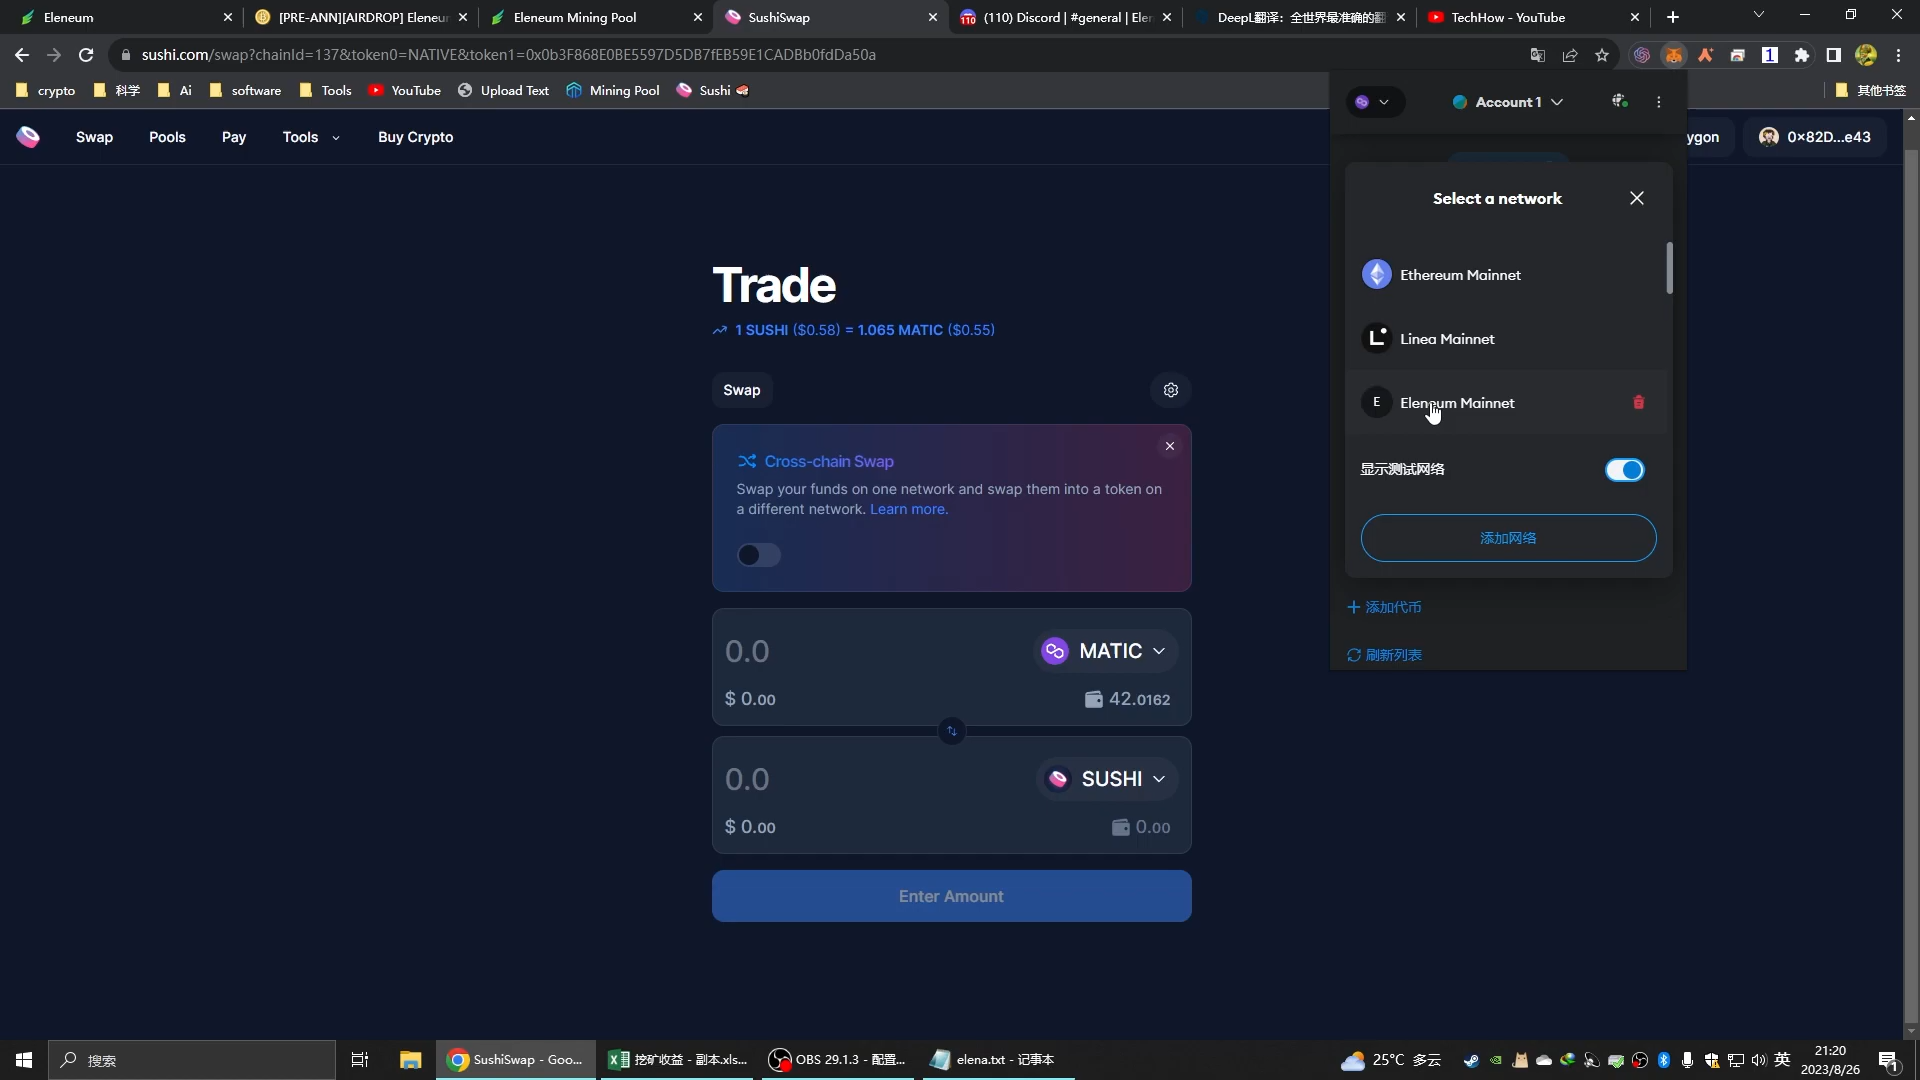 Eleneum
[PRE-ANN][AIRDROP] Eleneu
Eleneum Mining Pool
SushiSwap
(110) Discord | #general | Eler
DeepL翻译：全世界最准确的翻
TechHow - YouTube
sushi.com/swap?chainId=137&token0=NATIVE&token1=0x0b3F868E0BE5597D5DB7fEB59E1CADBb0fdDa50a
crypto
科学
Ai
software
Tools
YouTube
Upload Text
Mining Pool
Sushi 🍣
其他书签
Swap
Pools
Pay
Tools
Buy Crypto
Account 1
ygon
0×82D...e43
Select a network
Ethereum Mainnet
Linea Mainnet
E
Eleneum Mainnet
显示测试网络
添加网络
添加代币
刷新列表
Trade
1 SUSHI ($0.58) = 1.065 MATIC ($0.55)
Swap
Cross-chain Swap
Swap your funds on one network and swap them into a token on
a different network. Learn more.
0.0
MATIC
$ 0.00
42.0162
0.0
SUSHI
$ 0.00
0.00
Enter Amount
搜索
SushiSwap - Goo...
挖矿收益 - 副本.xls...
OBS 29.1.3 - 配置...
elena.txt - 记事本
25°C 多云
英
21:20
2023/8/26
1